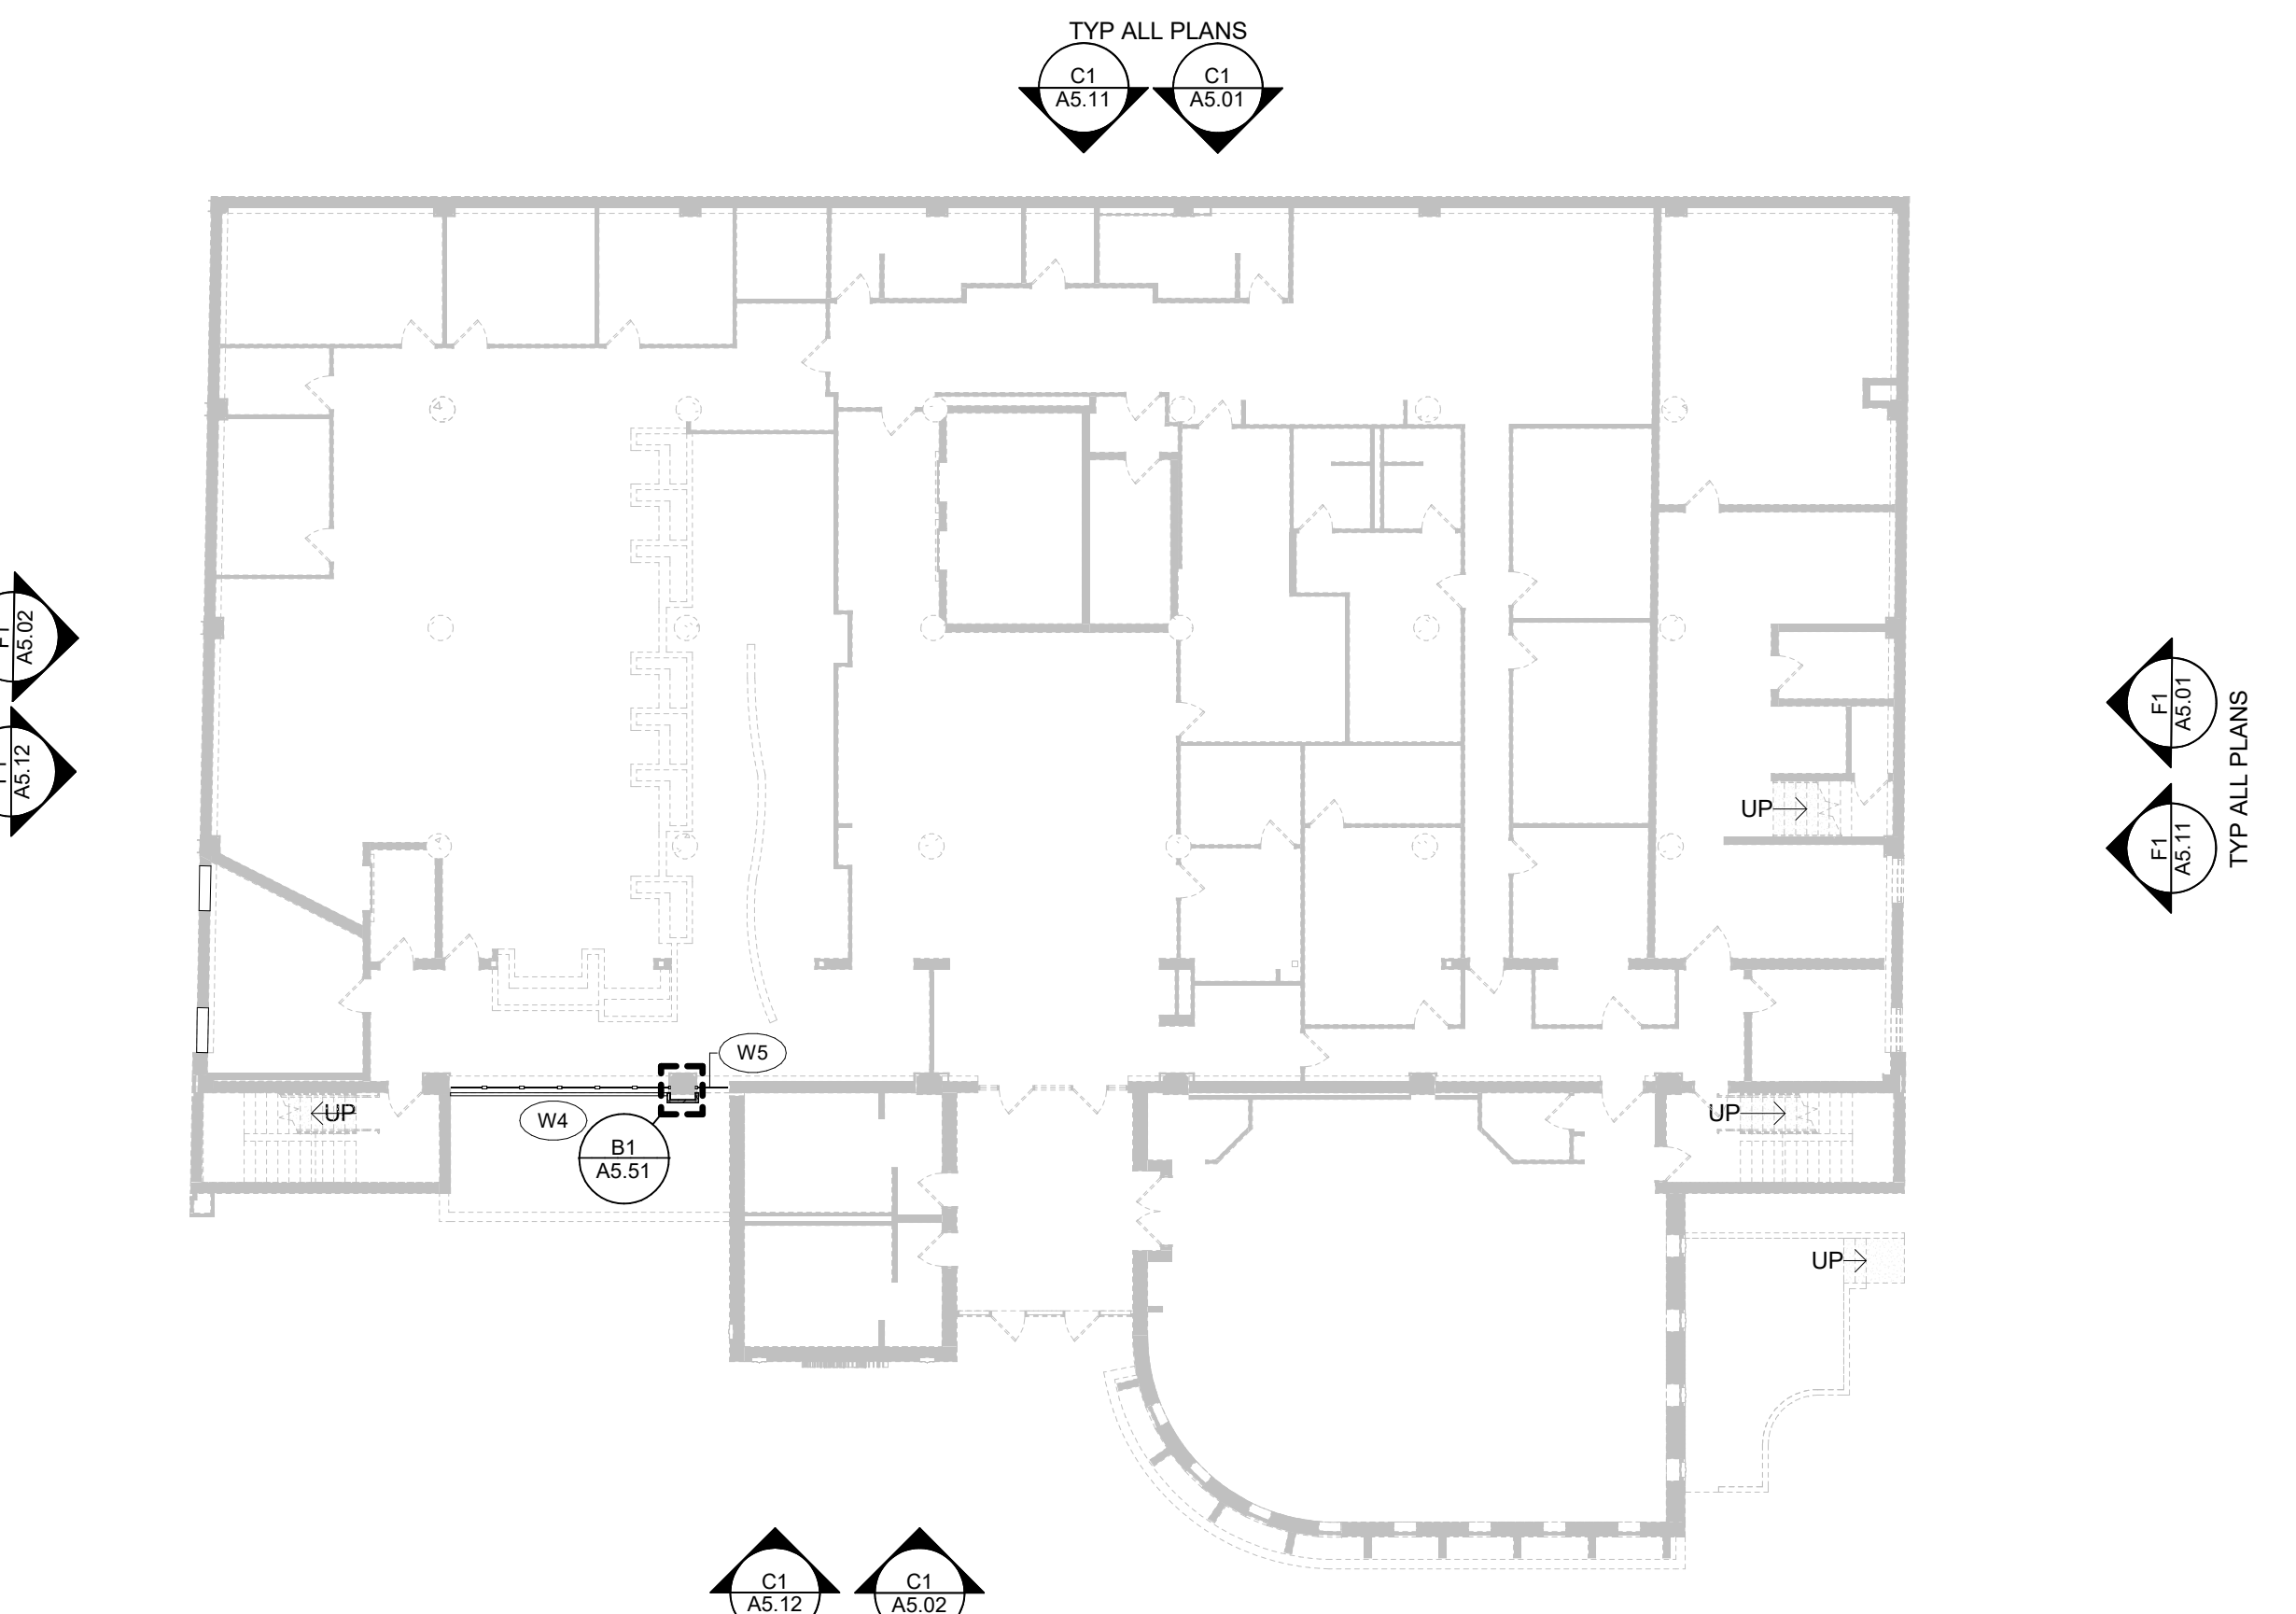 TYP ALL PLANS
C1
A5.11
C1
A5.01
A5.02
A5.12
F1
A5.01
F1
A5.11
TYP ALL PLANS
UP
W5
W4
UP
UP
B1
A5.51
UP
C1
A5.12
C1
A5.02